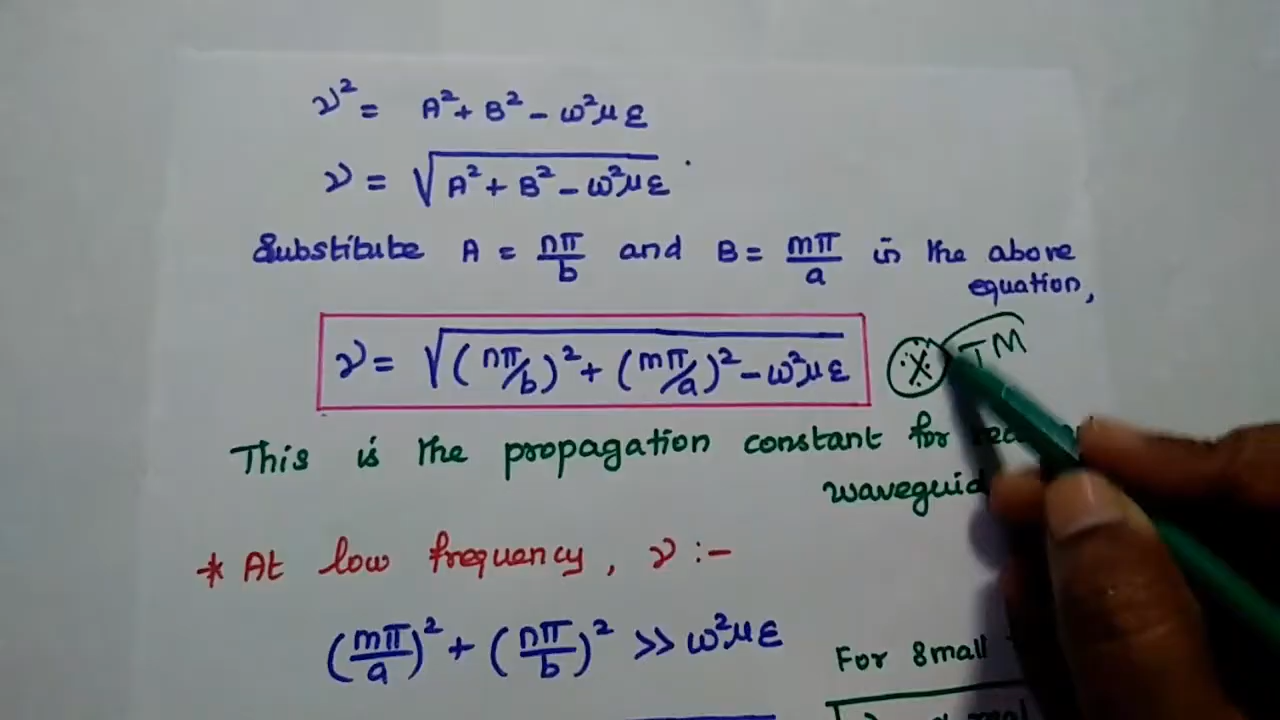 γ² = A² + B² - ω²με
γ = √(A² + B² - ω²με)
Substitute A = nπ/b and B = mπ/a in the above
equation,
γ = √((nπ/b)² + (mπ/a)² - ω²με) TM
This is the propagation constant for
* At low frequency, γ :-
(mπ/a)² + (nπ/b)² >> ω²με
For Small